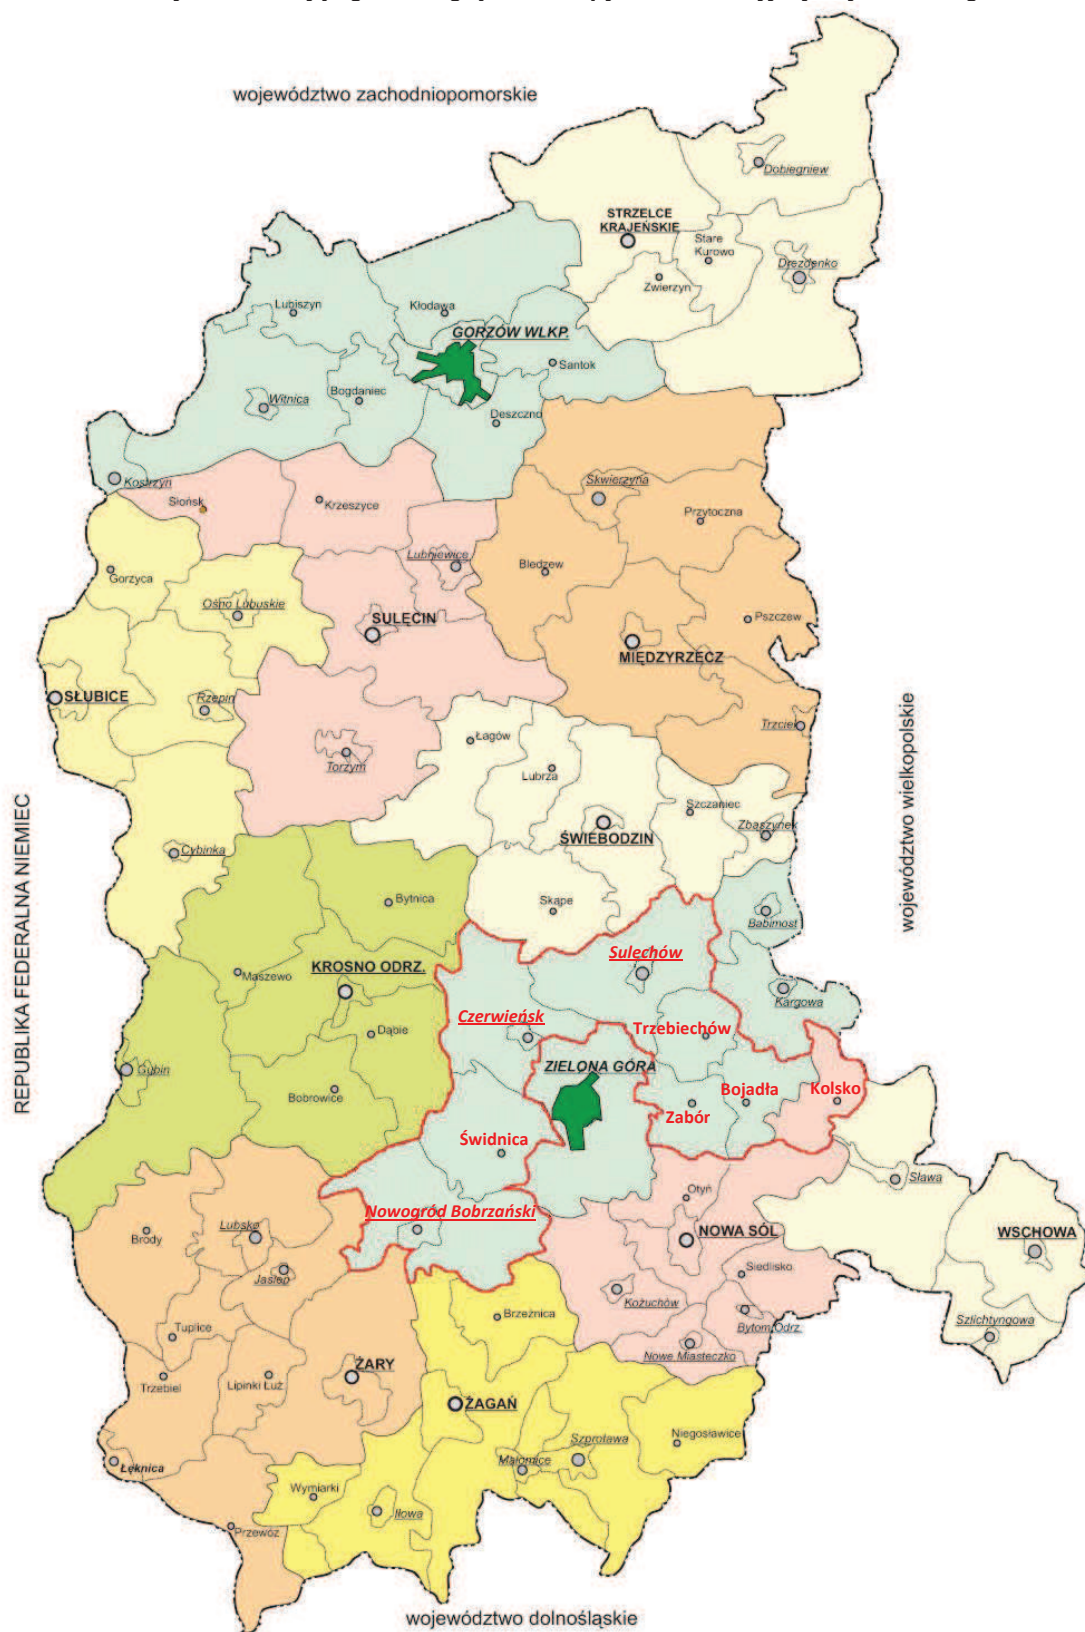 województwo zachodniopomorskie
Dobiegniew
STRZELCE
KRAJEŃSKIE
Stare
Kurowo
Drezdenko
Zwierzyn
Lubiszyn
Kłodawa
GORZÓW WLKP.
Santok
Witnica
Bogdaniec
Deszczno
Kostrzyn
Słońsk
Krzeszyce
Skwierzyna
Przytoczna
Lubniewice
Bledzew
Gorzyca
Ośno Lubuskie
SULĘCIN
Pszczew
MIĘDZYRZECZ
SŁUBICE
Rzepin
Trzciel
Torzym
Łagów
Lubrza
Szczaniec
Zbąszynek
ŚWIEBODZIN
województwo wielkopolskie
REPUBLIKA FEDERALNA NIEMIEC
Cybinka
Bytnica
Skąpe
Babimost
Sulechów
Maszewo
KROSNO ODRZ.
Kargowa
Czerwieńsk
Trzebiechów
Dąbie
ZIELONA GÓRA
Gubin
Bobrowice
Bojadła
Kolsko
Zabór
Świdnica
Sława
Otyń
Nowogród Bobrzański
Brody
Lubsko
NOWA SÓL
WSCHOWA
Jasień
Siedlisko
Kożuchów
Brzeźnica
Bytom Odrz.
Szlichtyngowa
Tuplice
Nowe Miasteczko
Trzebiel
Lipinki Łuż
ŻARY
ŻAGAŃ
Niegosławice
Szprotawa
Małomice
Łęknica
Wymiarki
Iłowa
Przewóz
województwo dolnośląskie